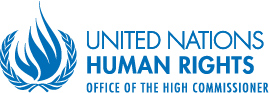 UNITED NATIONS
HUMAN RIGHTS
OFFICE OF THE HIGH COMMISSIONER